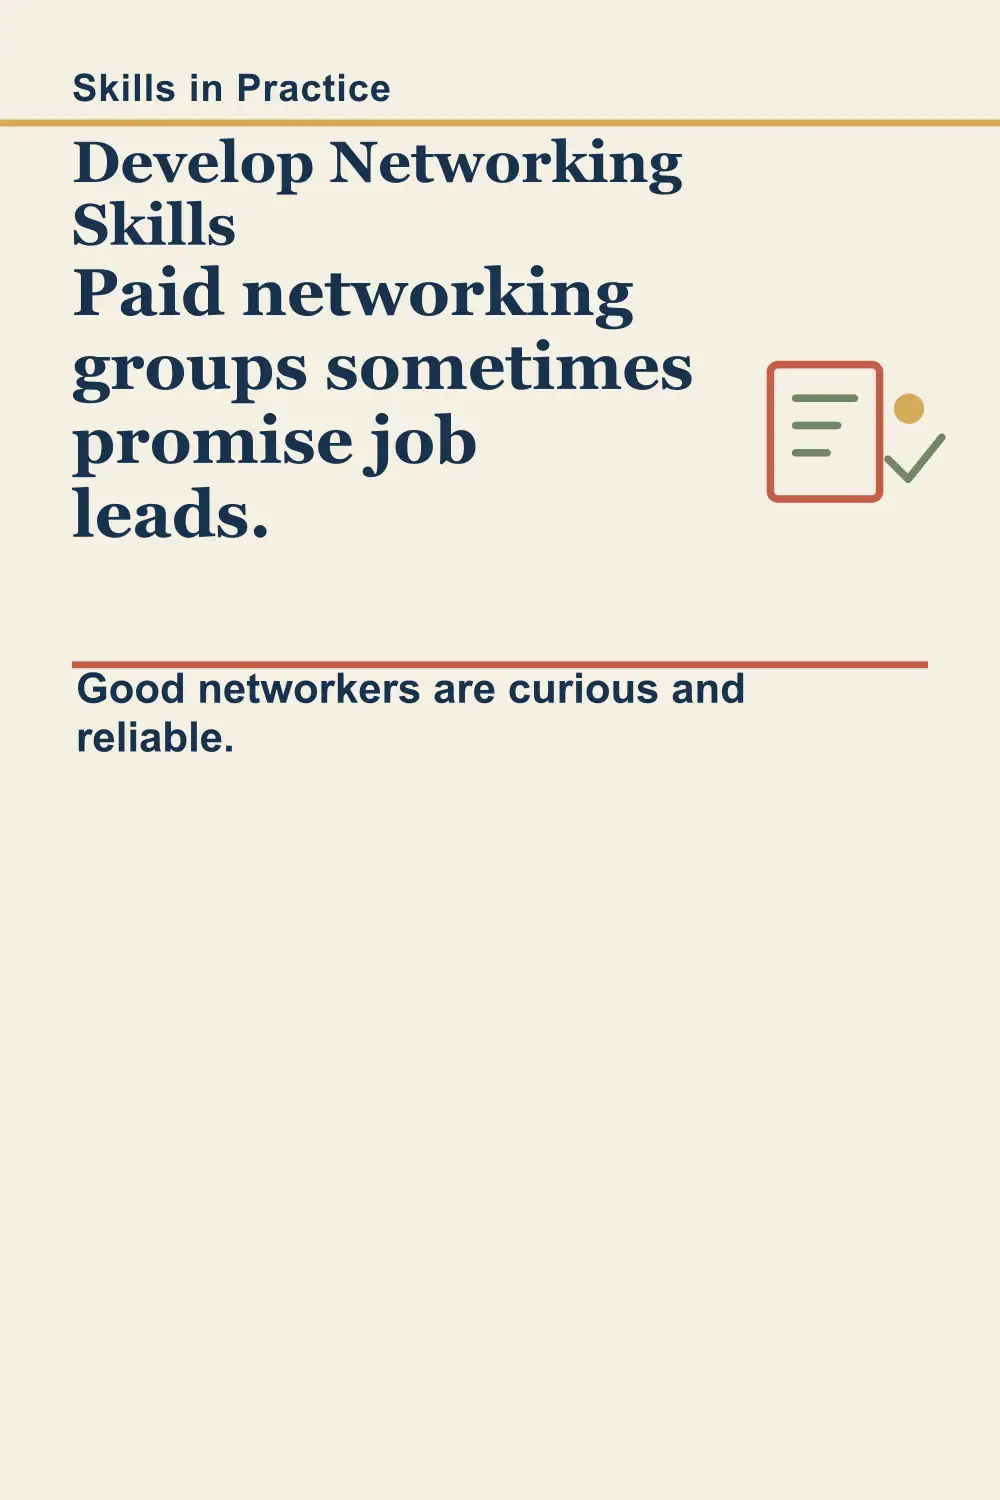 Skills in Practice
Develop Networking
Skills
Paid networking
groups sometimes
promise job
leads.
Good networkers are curious and
reliable.